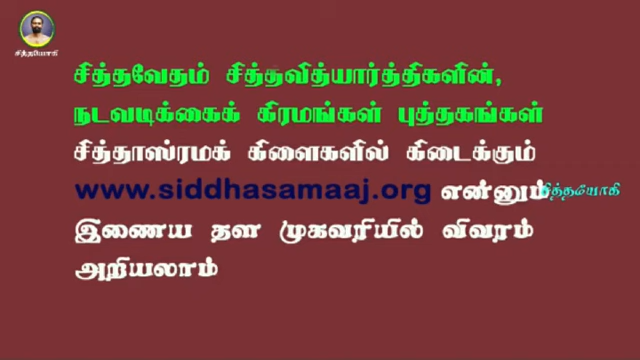 சித்தயோகி
சித்தவேதம் சித்தவித்யார்த்திகளின்,
நடவடிக்கைக் கிரமங்கள் புத்தகங்கள்
சித்தாஸ்ரமக் கிளைகளில் கிடைக்கும்
www.siddhasamaaj.org என்னும் சித்தயோகி
இணைய தள முகவரியில் விவரம்
அறியலாம்